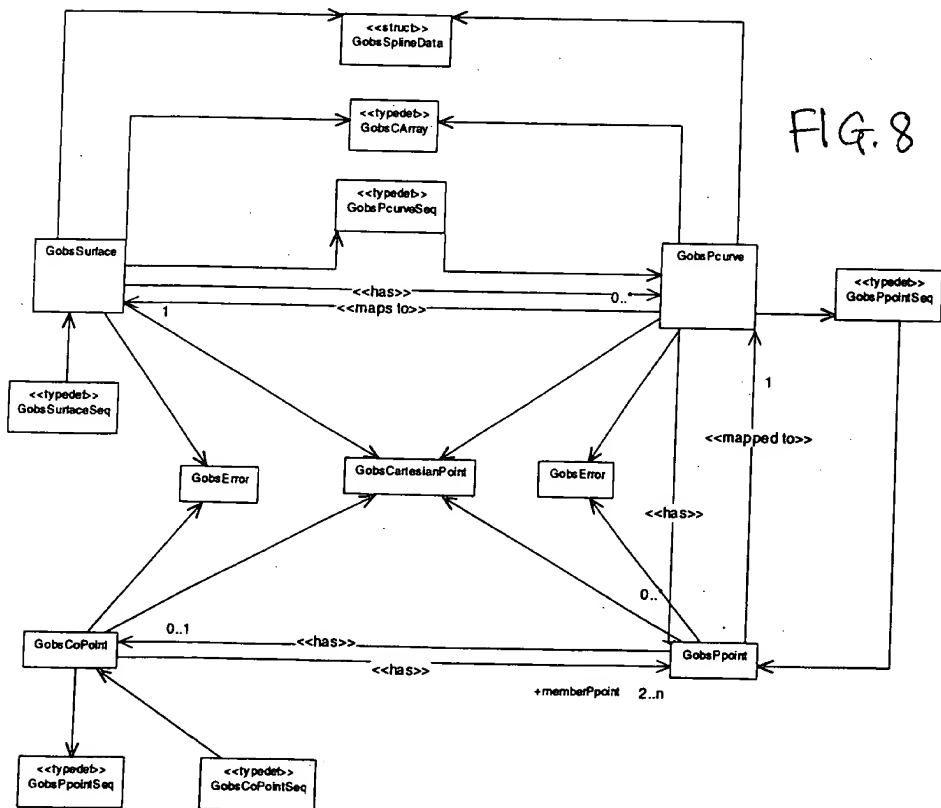 <<struct>>
GobsSplineData
<<typedef>>
GobsCArray
FIG. 8
<<typedef>>
GobsPcurveSeq
GobsSurface
GobsPcurve
<<typedef>>
GobsPpointSeq
<<has>>
0..*
1
<<maps to>>
<<typedef>>
GobsSurfaceSeq
1
<<mapped to>>
GobsError
GobsCartesianPoint
GobsError
<<has>>
0..*
0..1
<<has>>
GobsCoPoint
GobsPpoint
<<has>>
+memberPpoint 2..n
<<typedef>>
GobsPpointSeq
<<typedef>>
GobsCoPointSeq